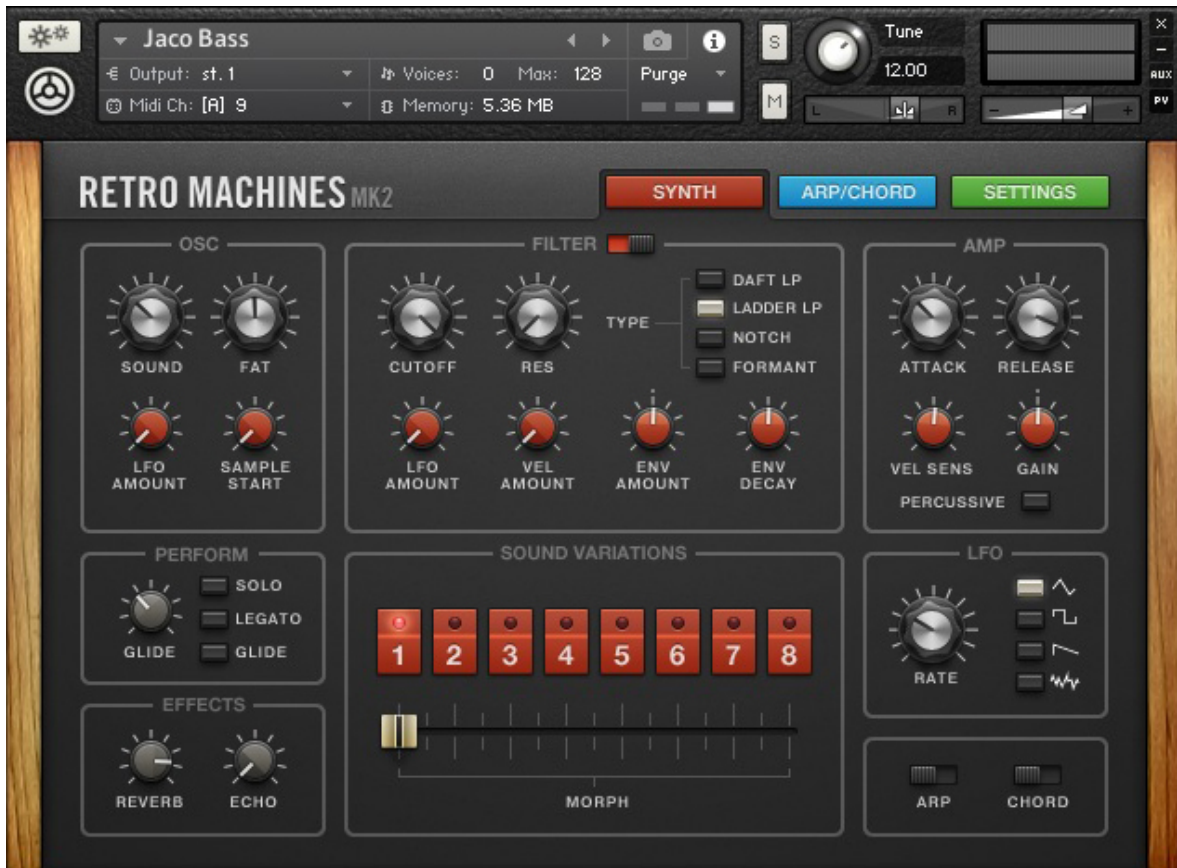 Jaco Bass
Output: st. 1
Voices: 0 Max: 128
Purge
Midi Ch: [A] 9
Memory: 5.36 MB
S
M
Tune
12.00
L
R
-
+
X
-
AUX
PV
RETRO MACHINES MK2
SYNTH
ARP/CHORD
SETTINGS
OSC
SOUND
FAT
LFO AMOUNT
SAMPLE START
FILTER
CUTOFF
RES
TYPE
DAFT LP
LADDER LP
NOTCH
FORMANT
LFO AMOUNT
VEL AMOUNT
ENV AMOUNT
ENV DECAY
AMP
ATTACK
RELEASE
VEL SENS
GAIN
PERCUSSIVE
PERFORM
GLIDE
SOLO
LEGATO
GLIDE
EFFECTS
REVERB
ECHO
SOUND VARIATIONS
1 2 3 4 5 6 7 8
MORPH
LFO
RATE
ARP
CHORD